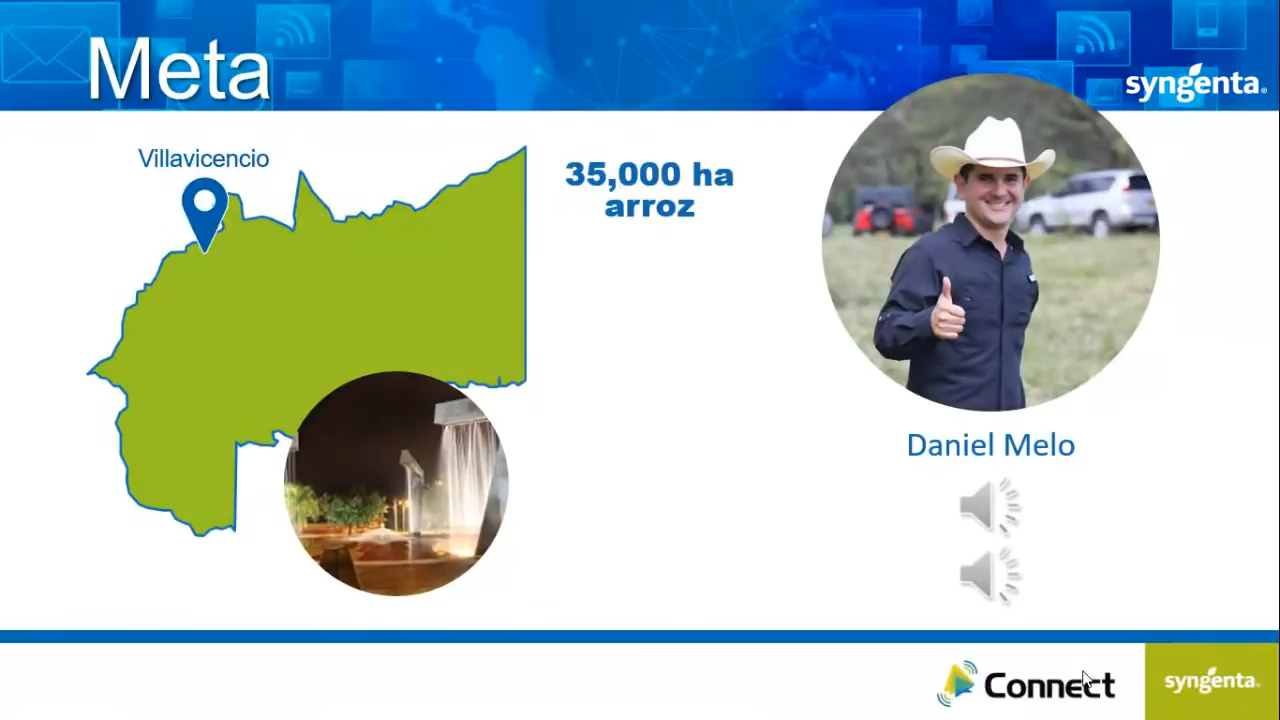 Meta
syngenta®
Villavicencio
35,000 ha
arroz
Daniel Melo
Connect
syngenta